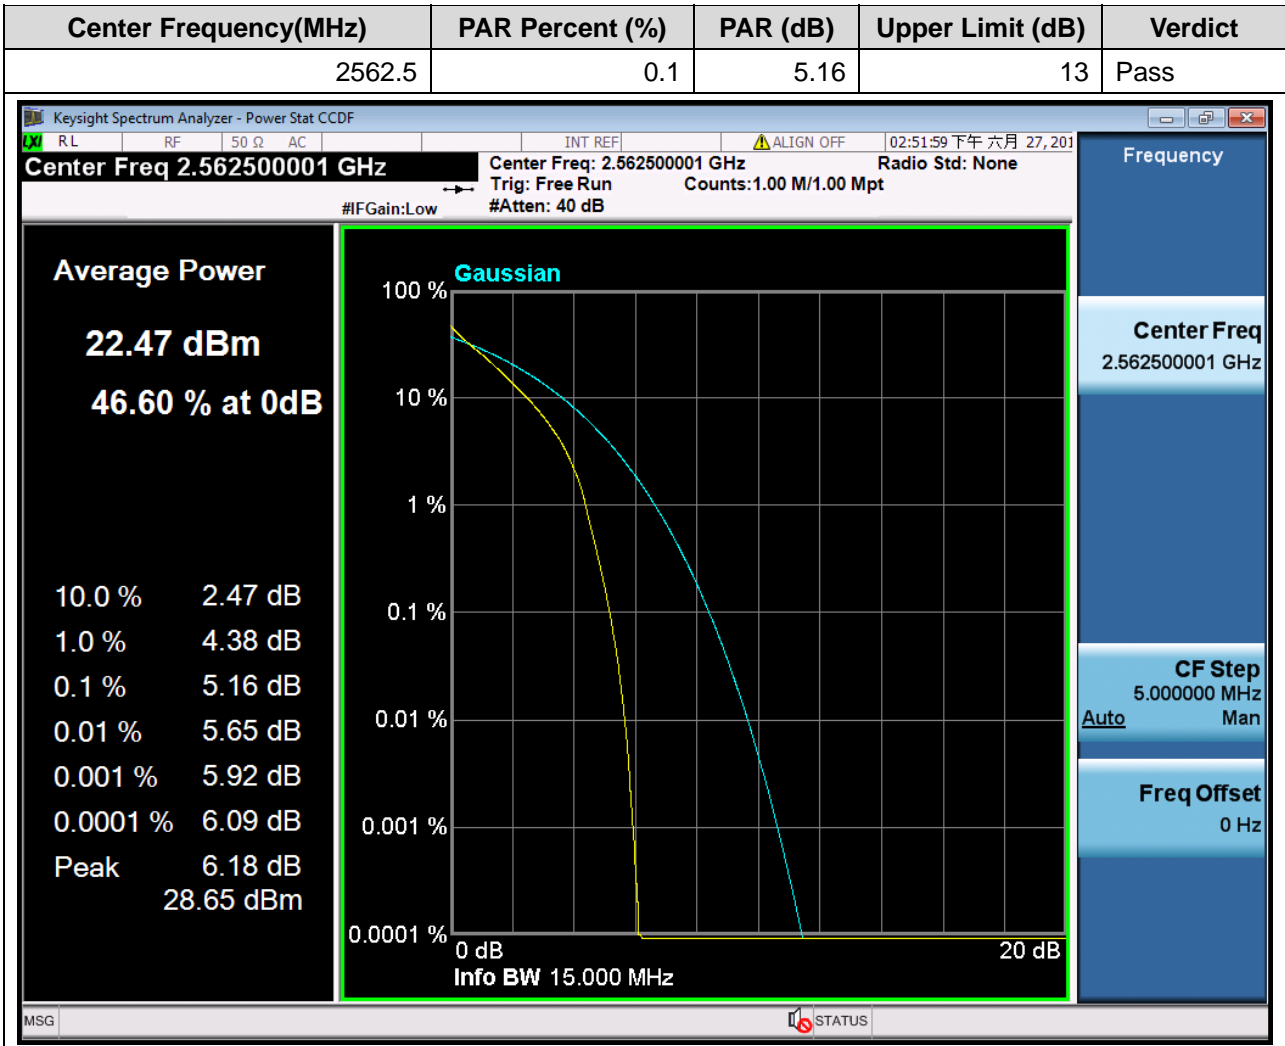 Center Frequency(MHz) PAR Percent (%) PAR (dB) Upper Limit (dB) Verdict
2562.5 0.1 5.16 13 Pass
Keysight Spectrum Analyzer - Power Stat CCDF
LXI RL RF 50 Ω AC INT REF ALIGN OFF 02:51:59 下午 六月 27, 201
Center Freq 2.562500001 GHz
Center Freq: 2.562500001 GHz Radio Std: None
Trig: Free Run Counts:1.00 M/1.00 Mpt
#IFGain:Low #Atten: 40 dB
Average Power
22.47 dBm
46.60 % at 0dB
10.0 % 2.47 dB
1.0 % 4.38 dB
0.1 % 5.16 dB
0.01 % 5.65 dB
0.001 % 5.92 dB
0.0001 % 6.09 dB
Peak 6.18 dB
28.65 dBm
Gaussian
100 %
10 %
1 %
0.1 %
0.01 %
0.001 %
0.0001 %
0 dB 20 dB
Info BW 15.000 MHz
Frequency
Center Freq
2.562500001 GHz
CF Step
5.000000 MHz
Auto Man
Freq Offset
0 Hz
MSG STATUS